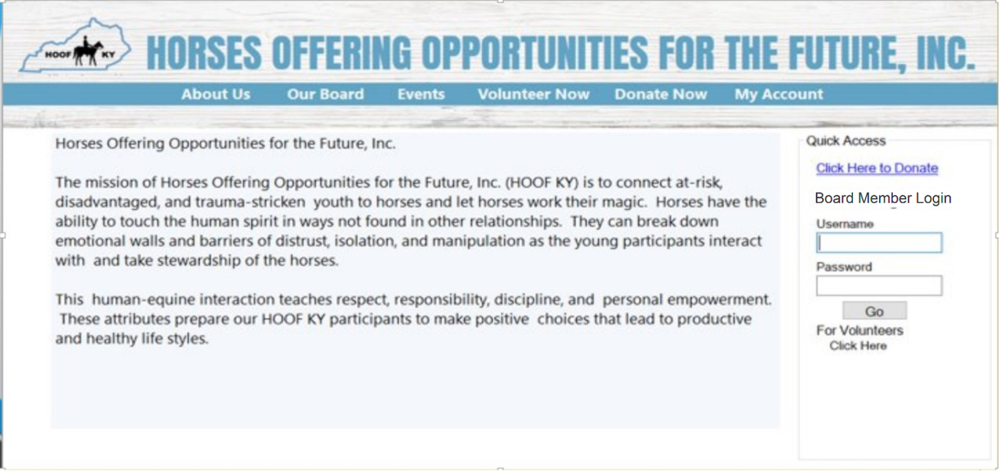 HOOF KY
HORSES OFFERING OPPORTUNITIES FOR THE FUTURE, INC.
About Us Our Board Events Volunteer Now Donate Now My Account
Horses Offering Opportunities for the Future, Inc.
The mission of Horses Offering Opportunities for the Future, Inc. (HOOF KY) is to connect at-risk,
disadvantaged, and trauma-stricken youth to horses and let horses work their magic. Horses have the
ability to touch the human spirit in ways not found in other relationships. They can break down
emotional walls and barriers of distrust, isolation, and manipulation as the young participants interact
with and take stewardship of the horses.
This human-equine interaction teaches respect, responsibility, discipline, and personal empowerment.
These attributes prepare our HOOF KY participants to make positive choices that lead to productive
and healthy life styles.
Quick Access
Click Here to Donate
Board Member Login
Username
Password
Go
For Volunteers
Click Here